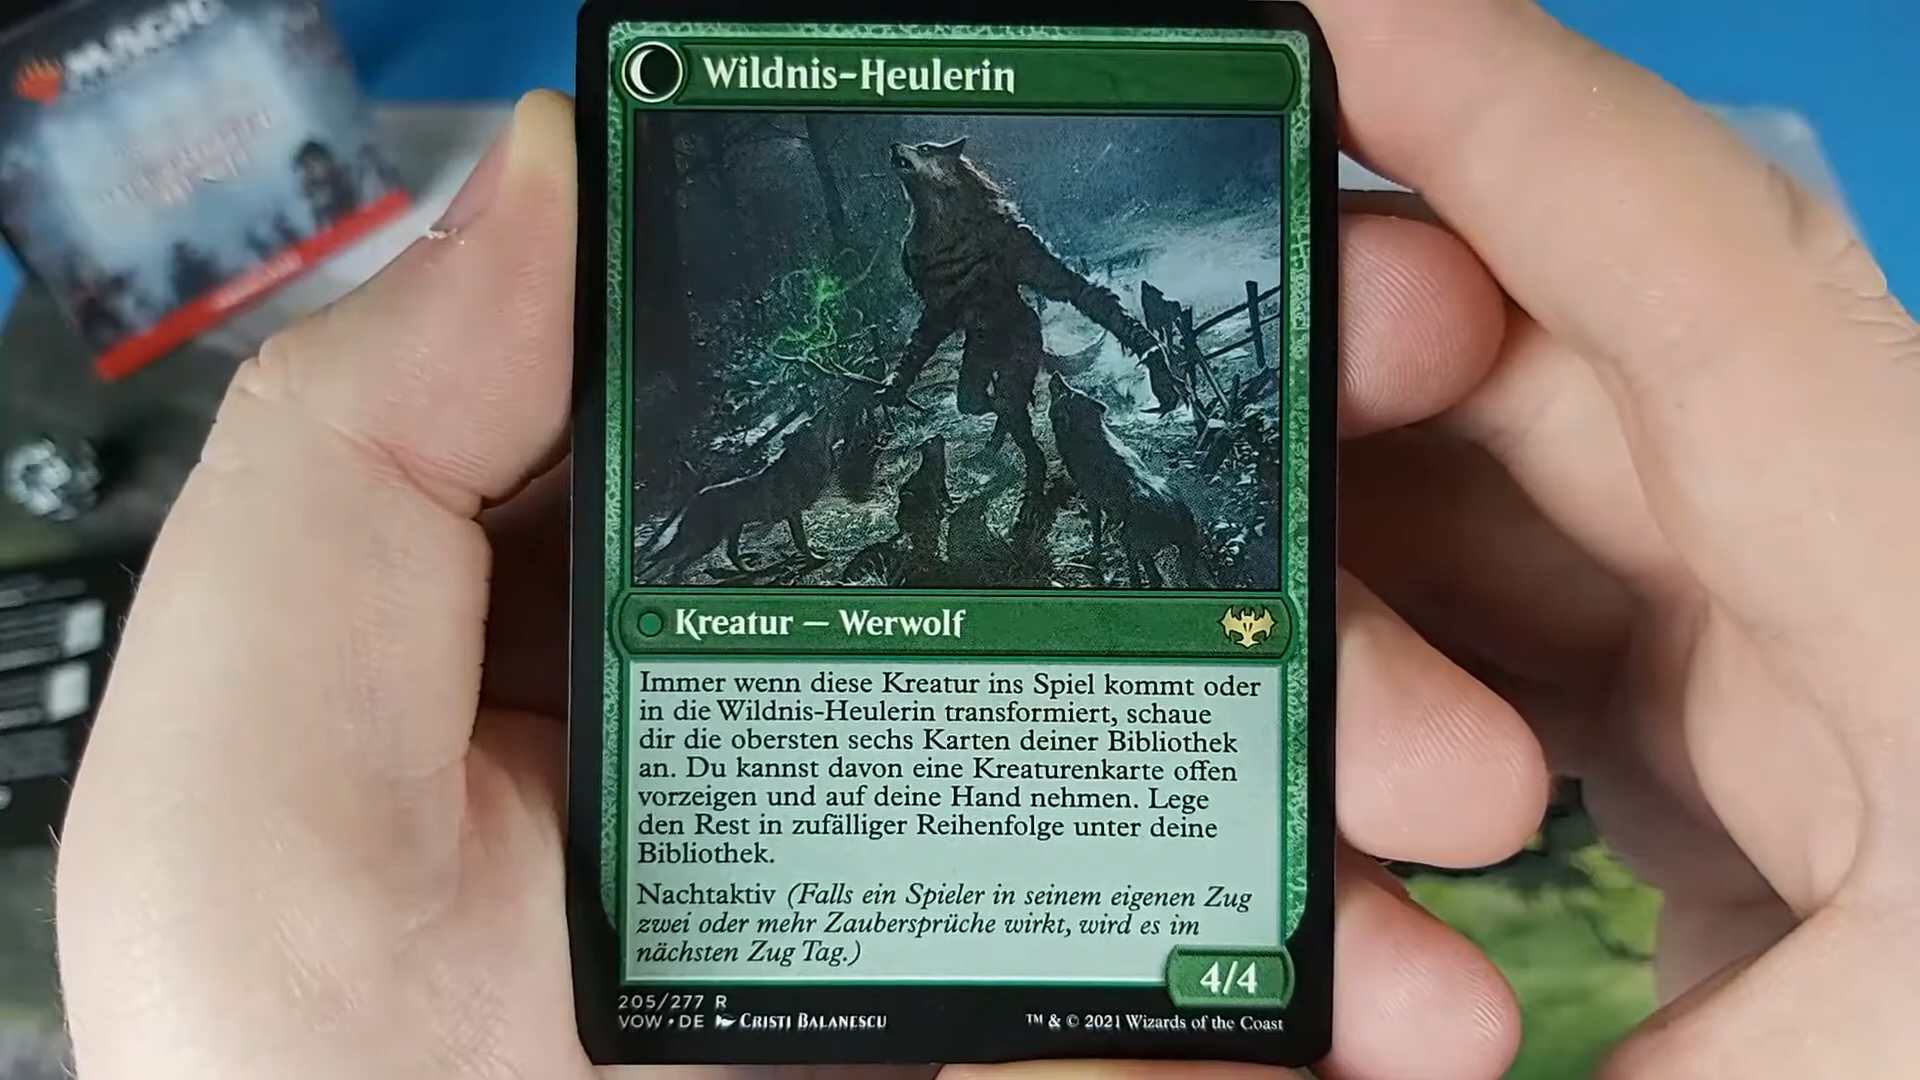 MAGIC
Wildnis-Heulerin
Kreatur — Werwolf
Immer wenn diese Kreatur ins Spiel kommt oder
in die Wildnis-Heulerin transformiert, schaue
dir die obersten sechs Karten deiner Bibliothek
an. Du kannst davon eine Kreaturenkarte offen
vorzeigen und auf deine Hand nehmen. Lege
den Rest in zufälliger Reihenfolge unter deine
Bibliothek.
Nachtaktiv (Falls ein Spieler in seinem eigenen Zug
zwei oder mehr Zaubersprüche wirkt, wird es im
nächsten Zug Tag.)
4/4
205/277 R
VOW • DE CRISTI BALANESCU
™ & © 2021 Wizards of the Coast